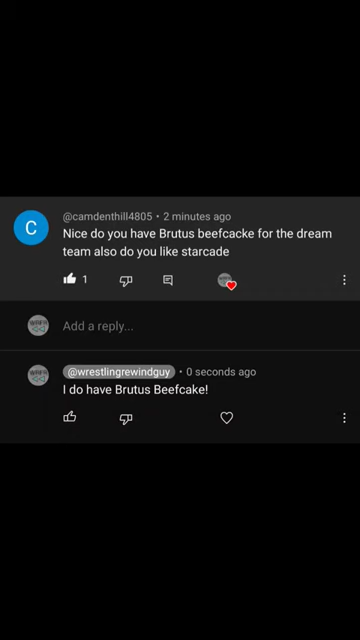 C
@camdenthill4805 • 2 minutes ago
Nice do you have Brutus beefcacke for the dream
team also do you like starcade
1
Add a reply...
@wrestlingrewindguy • 0 seconds ago
I do have Brutus Beefcake!